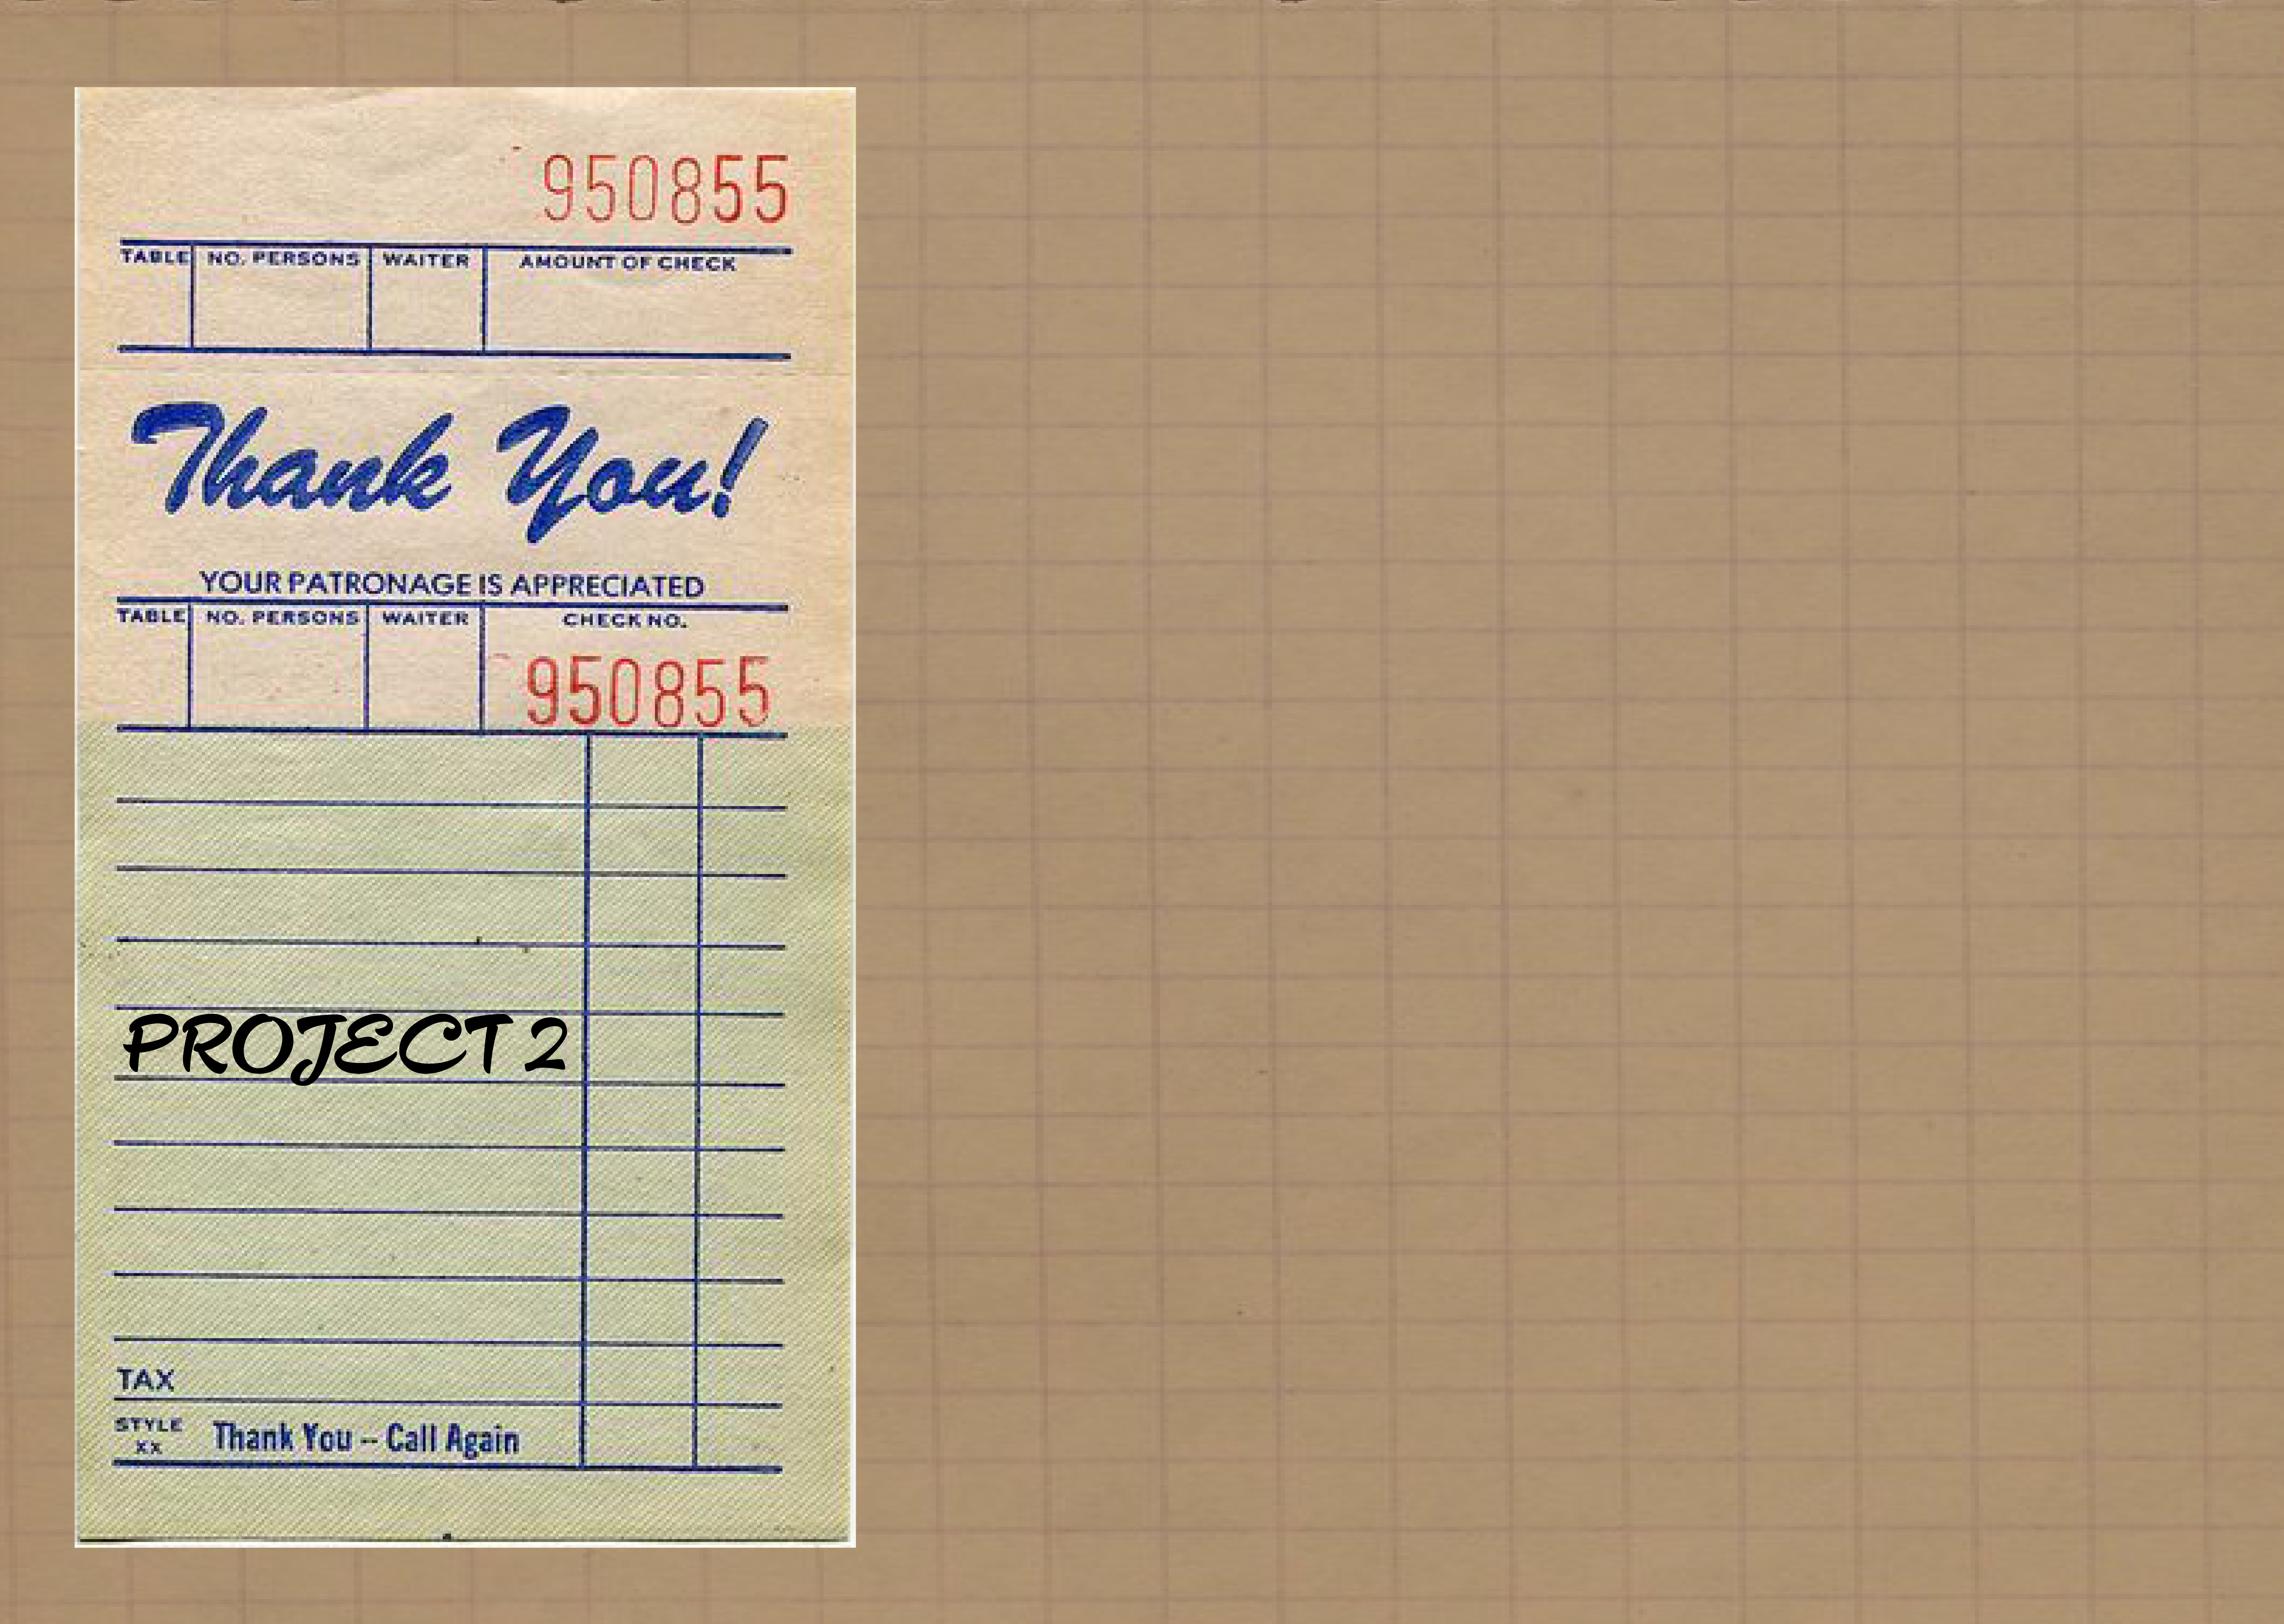 950855
TABLE NO. PERSONS WAITER AMOUNT OF CHECK
Thank You!
YOUR PATRONAGE IS APPRECIATED
TABLE NO. PERSONS WAITER CHECK NO.
950855
PROJECT 2
TAX
STYLE XX Thank You -- Call Again